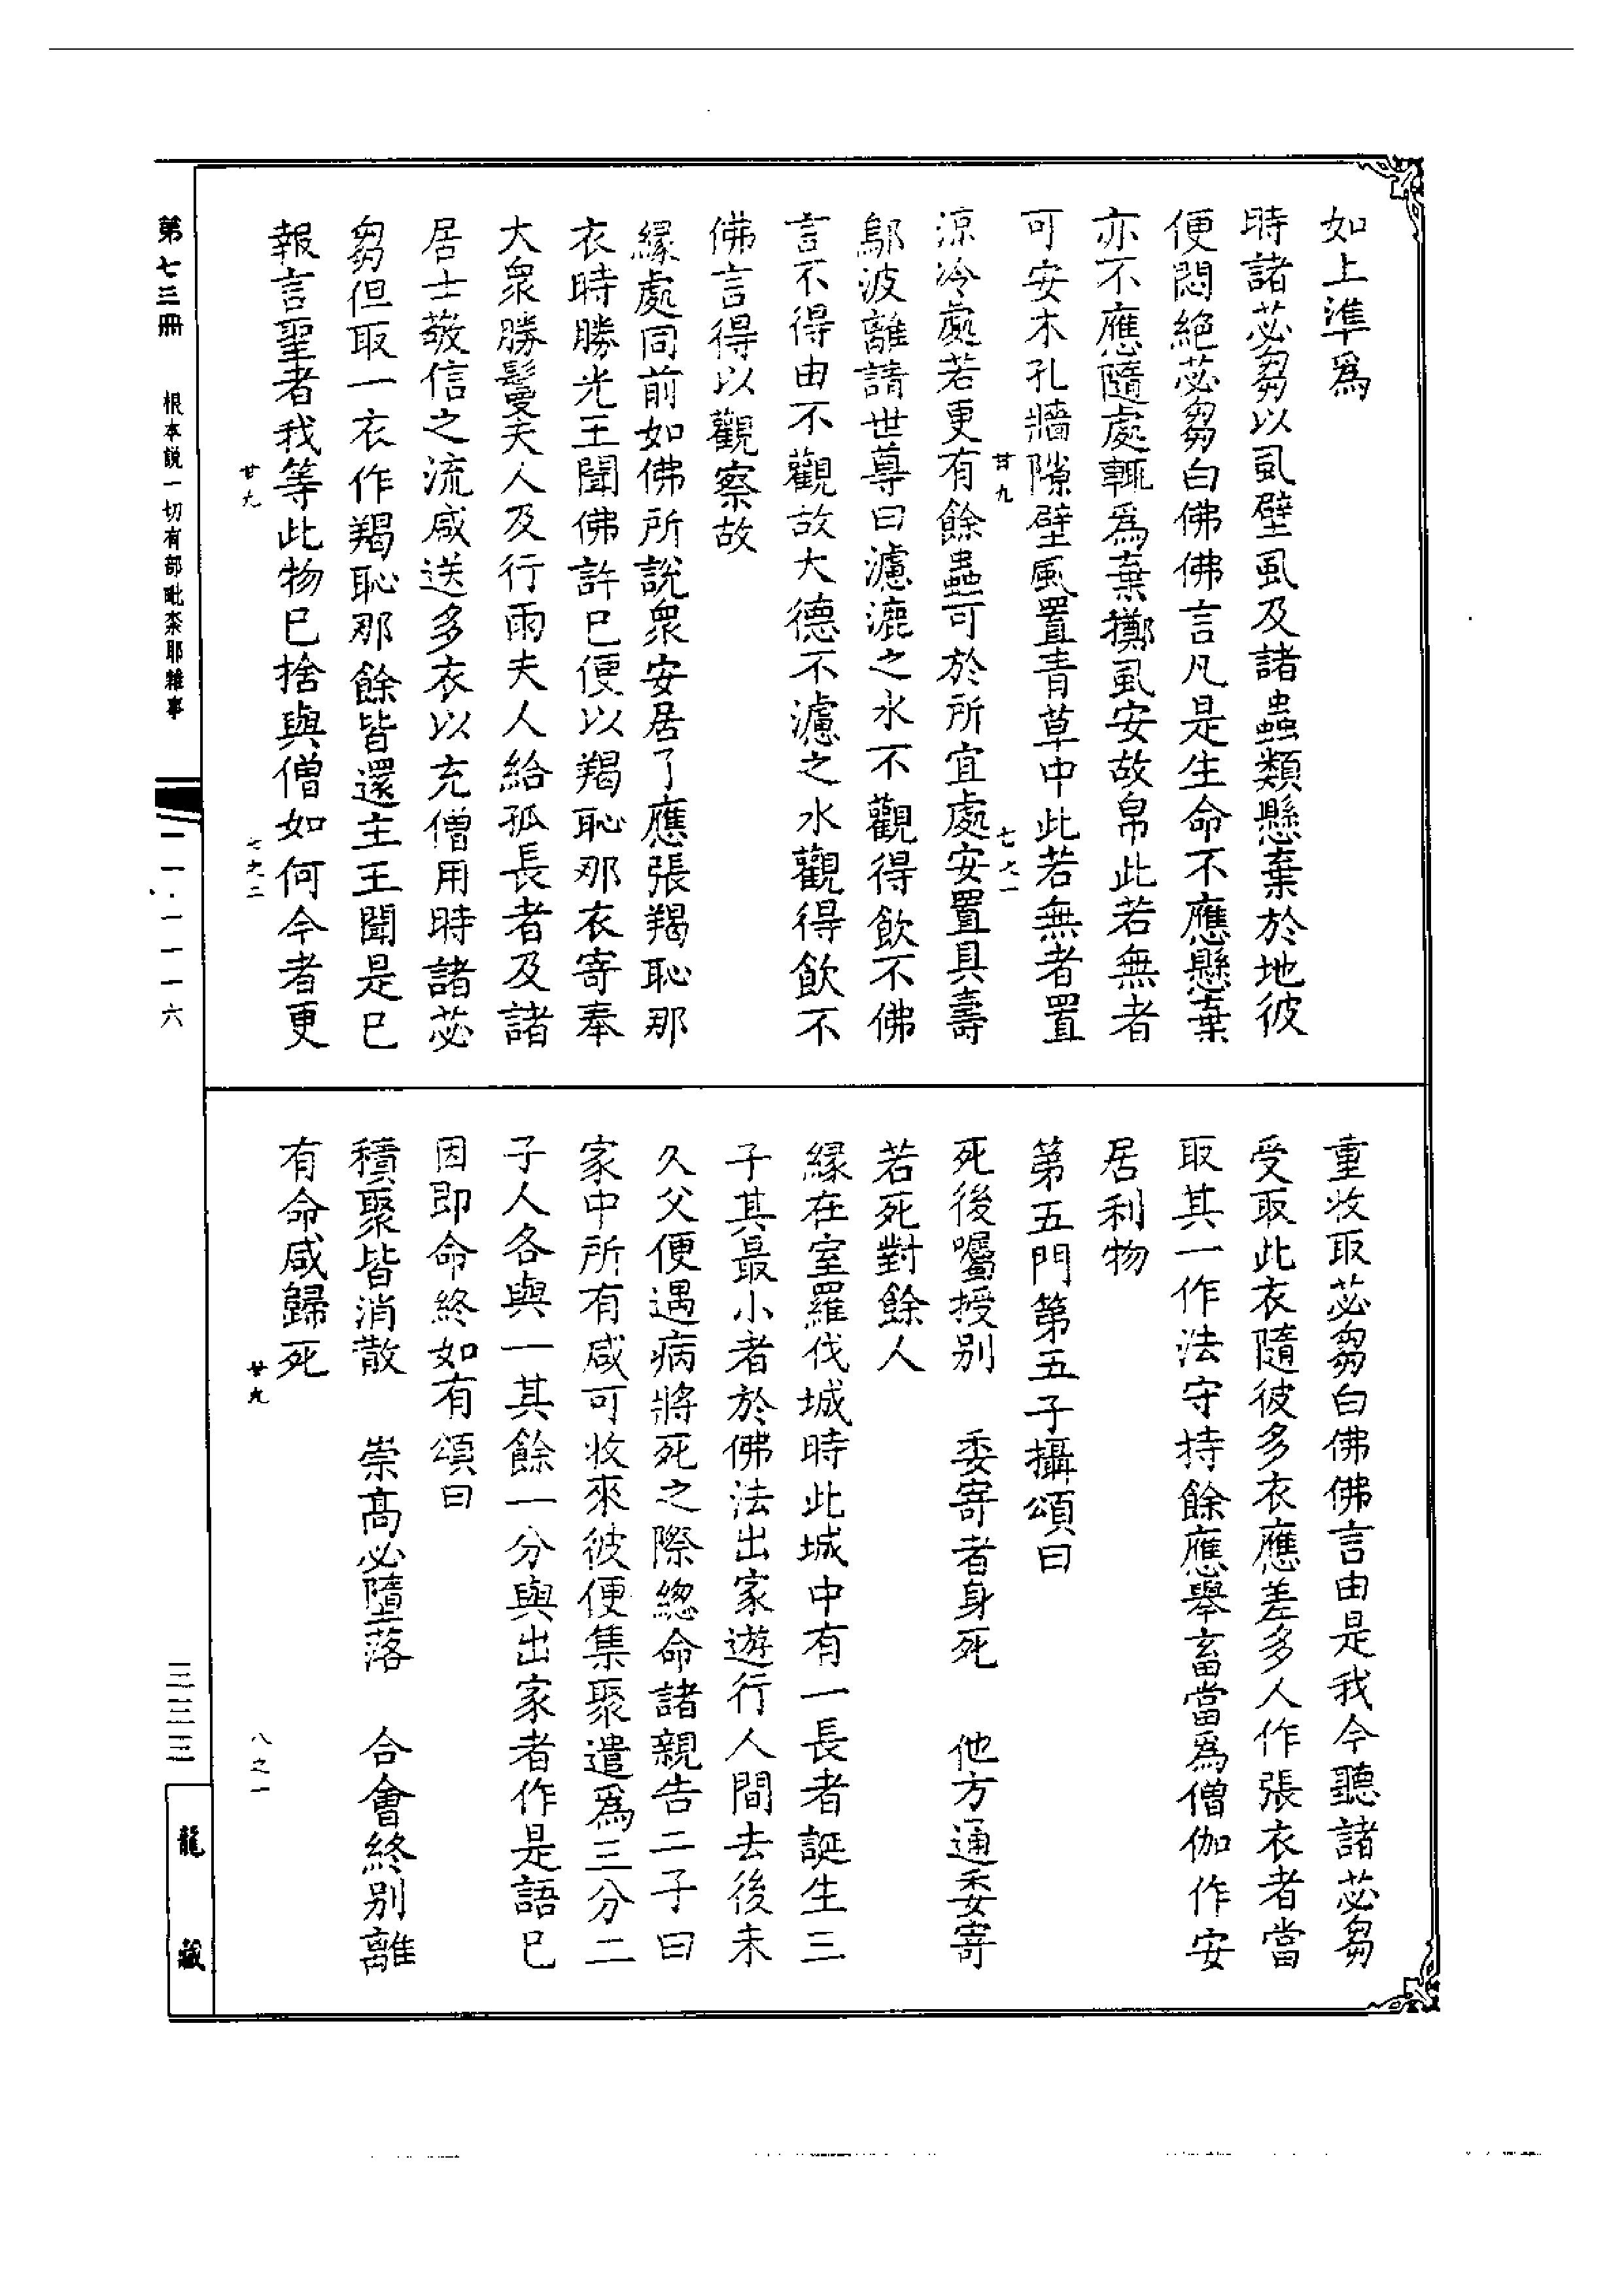 如上準爲
時諸苾芻以虱壁虱及諸蟲類懸棄於地彼
便悶絕苾芻白佛佛言凡是生命不應懸棄
亦不應隨處輒爲棄擲虱安故帛此若無者
可安木孔牆隙壁虱置青草中此若無者置
涼冷處若更有餘蟲可於所宜處安置具壽
鄔波離請世尊曰濾漉之水不觀得飲不佛
言不得由不觀故大德不濾之水觀得飲不
佛言得以觀察故
緣處同前如佛所說眾安居了應張羯恥那
衣時勝光王聞佛許已便以羯恥那衣寄奉
大眾勝鬘夫人及行雨夫人給孤長者及諸
居士敬信之流咸送多衣以充僧用時諸苾
芻但取一衣作羯恥那餘皆還主王聞是已
報言聖者我等此物已捨與僧如何今者更
重收取苾芻白佛佛言由是我今聽諸苾芻
受取此衣隨彼多衣應差多人作張衣者當
取其一作法守持餘應舉畜當爲僧伽作安
居利物
第五門第五子攝頌曰
死後囑授別　委寄者身死　他方通委寄
若死對餘人
緣在室羅伐城時此城中有一長者誕生三
子其最小者於佛法出家遊行人間去後未
久父便遇病將死之際總命諸親告二子曰
家中所有咸可收來彼便集聚遣爲三分二
子人各與一其餘一分與出家者作是語已
因即命終如有頌曰
積聚皆消散　崇高必墮落　合會終別離
有命咸歸死
廿九　七六一
廿九　七六二
廿九　八之一
第七三冊　根本說一切有部毗奈耶雜事
一一·一一一六
三三三
龍藏